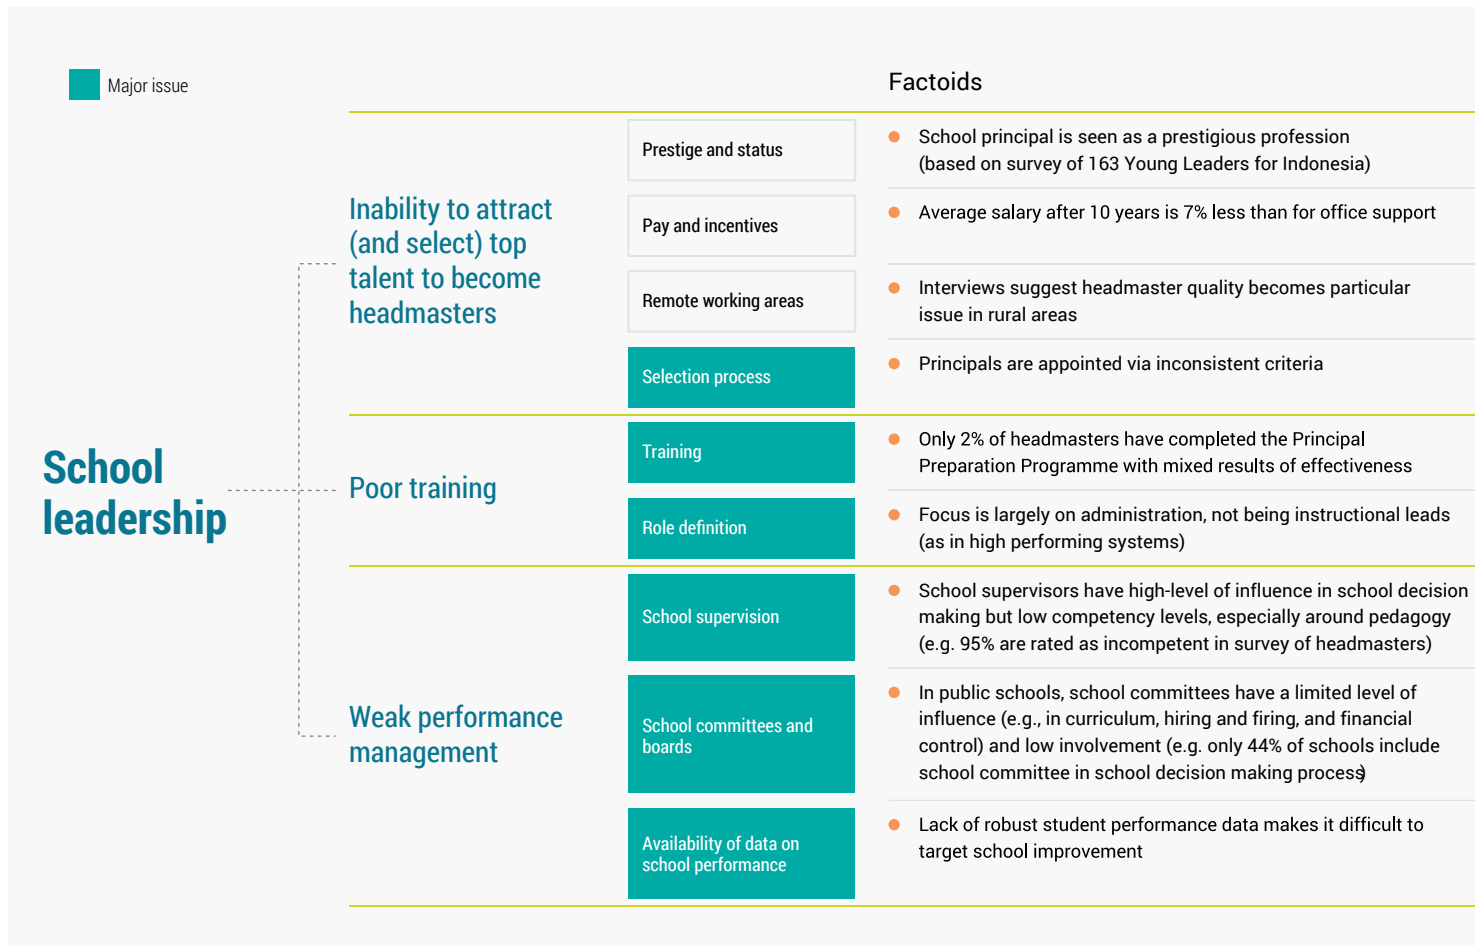 Major issue
Factoids
School
leadership
Inability to attract
(and select) top
talent to become
headmasters
Prestige and status
School principal is seen as a prestigious profession
(based on survey of 163 Young Leaders for Indonesia)
Pay and incentives
Average salary after 10 years is 7% less than for office support
Remote working areas
Interviews suggest headmaster quality becomes particular
issue in rural areas
Selection process
Principals are appointed via inconsistent criteria
Poor training
Training
Only 2% of headmasters have completed the Principal
Preparation Programme with mixed results of effectiveness
Role definition
Focus is largely on administration, not being instructional leads
(as in high performing systems)
Weak performance
management
School supervision
School supervisors have high-level of influence in school decision
making but low competency levels, especially around pedagogy
(e.g. 95% are rated as incompetent in survey of headmasters)
School committees and
boards
In public schools, school committees have a limited level of
influence (e.g., in curriculum, hiring and firing, and financial
control) and low involvement (e.g. only 44% of schools include
school committee in school decision making process)
Availability of data on
school performance
Lack of robust student performance data makes it difficult to
target school improvement